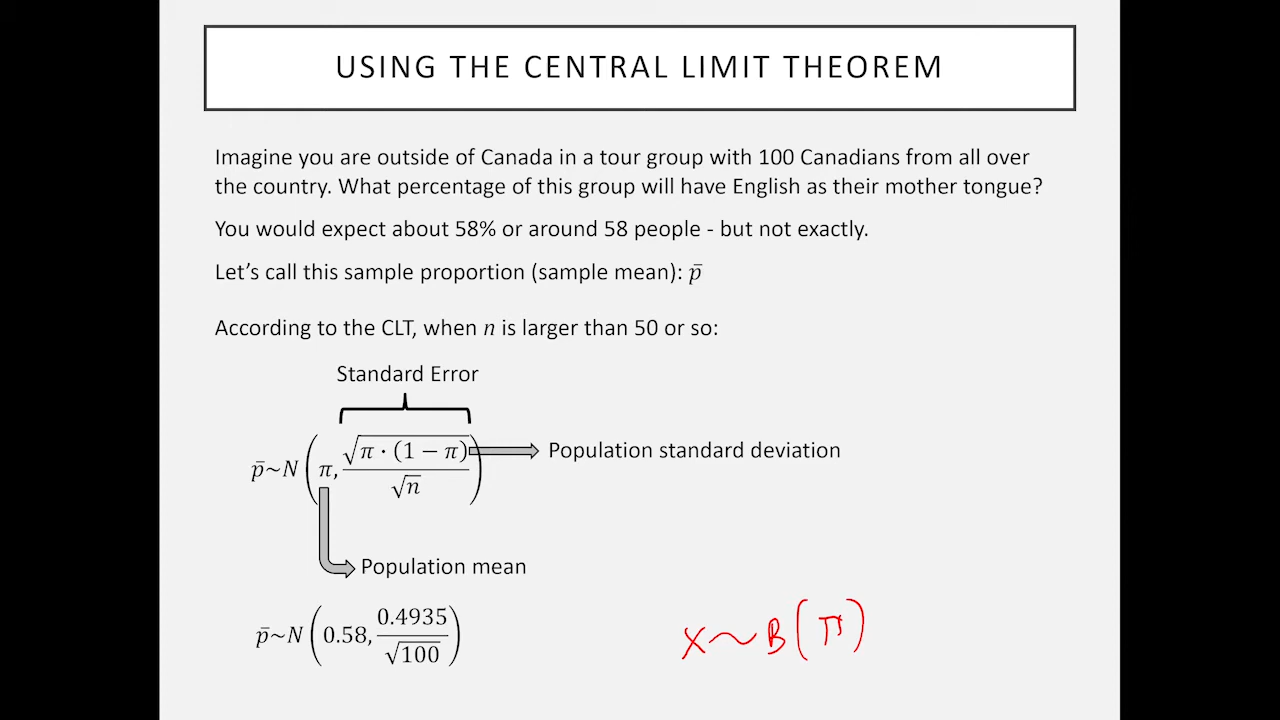 USING THE CENTRAL LIMIT THEOREM
Imagine you are outside of Canada in a tour group with 100 Canadians from all over
the country. What percentage of this group will have English as their mother tongue?
You would expect about 58% or around 58 people - but not exactly.
Let’s call this sample proportion (sample mean): p̄
According to the CLT, when n is larger than 50 or so:
Standard Error
p̄~N(π, √(π · (1 − π))/√n)
Population standard deviation
Population mean
p̄~N(0.58, 0.4935/√100)
X~B(π)